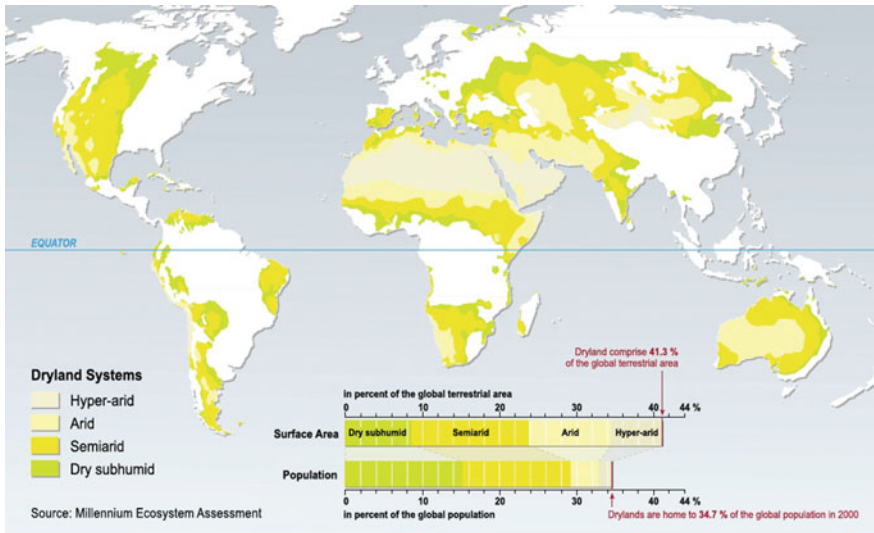 EQUATOR
Dryland Systems
Hyper-arid
Arid
Semiarid
Dry subhumid
Source: Millennium Ecosystem Assessment
Dryland comprise 41.3 %
of the global terrestrial area
in percent of the global terrestrial area
0 10 20 30 40 44 %
Surface Area Dry subhumid Semiarid Arid Hyper-arid
Population
0 10 20 30 40 44 %
in percent of the global population
Drylands are home to 34.7 % of the global population in 2000